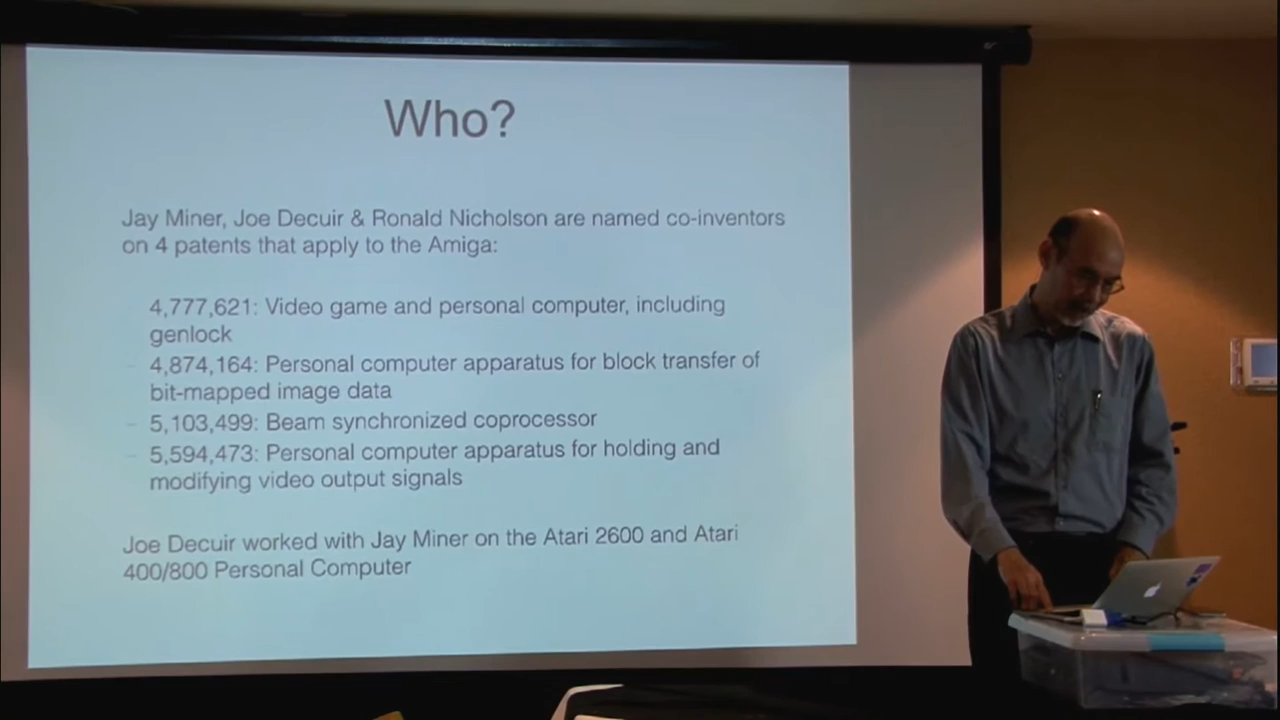 Who?
Jay Miner, Joe Decuir & Ronald Nicholson are named co-inventors
on 4 patents that apply to the Amiga:
- 4,777,621: Video game and personal computer, including
genlock
- 4,874,164: Personal computer apparatus for block transfer of
bit-mapped image data
- 5,103,499: Beam synchronized coprocessor
- 5,594,473: Personal computer apparatus for holding and
modifying video output signals
Joe Decuir worked with Jay Miner on the Atari 2600 and Atari
400/800 Personal Computer